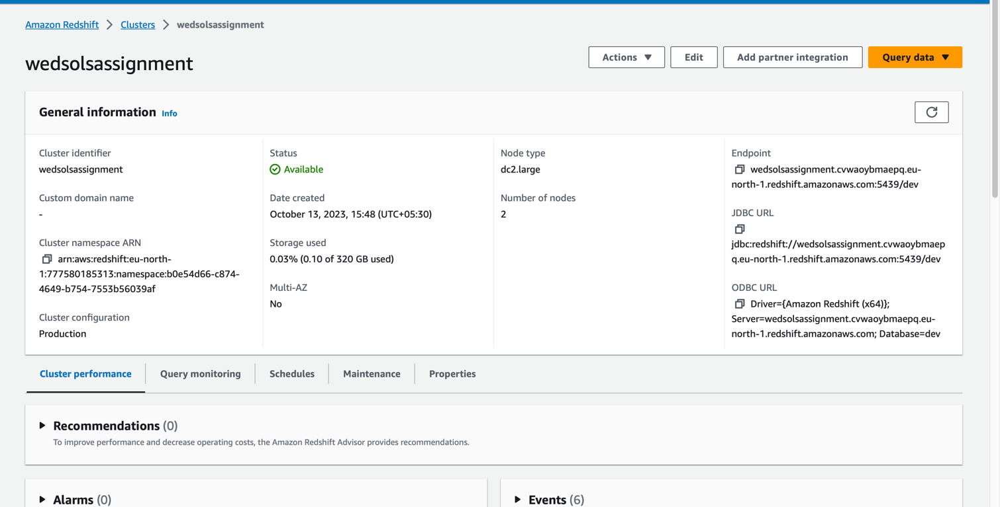 Amazon Redshift > Clusters > wedsolsassignment
wedsolsassignment
Actions ▼
Edit
Add partner integration
Query data ▼
General information Info
Cluster identifier
wedsolsassignment
Custom domain name
-
Cluster namespace ARN
arn:aws:redshift:eu-north-
1:777580185313:namespace:b0e54d66-c874-
4649-b754-7553b56039af
Cluster configuration
Production
Status
Available
Date created
October 13, 2023, 15:48 (UTC+05:30)
Storage used
0.03% (0.10 of 320 GB used)
Multi-AZ
No
Node type
dc2.large
Number of nodes
2
Endpoint
wedsolsassignment.cvwaoybmaepq.eu-
north-1.redshift.amazonaws.com:5439/dev
JDBC URL
jdbc:redshift://wedsolsassignment.cvwaoybmaep
q.eu-north-1.redshift.amazonaws.com:5439/dev
ODBC URL
Driver={Amazon Redshift (x64)};
Server=wedsolsassignment.cvwaoybmaepq.eu-
north-1.redshift.amazonaws.com; Database=dev
Cluster performance
Query monitoring
Schedules
Maintenance
Properties
Recommendations (0)
To improve performance and decrease operating costs, the Amazon Redshift Advisor provides recommendations.
Alarms (0)
Events (6)